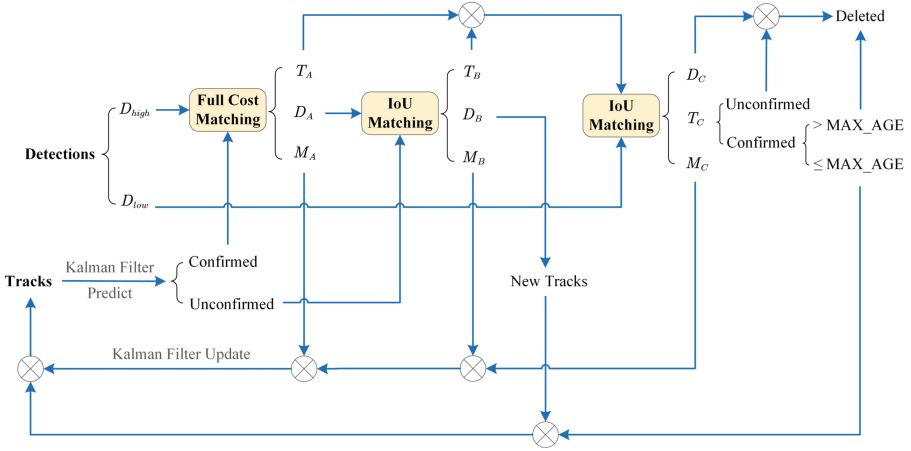 Deleted
T_A
T_B
D_C
Full Cost
Matching
IoU
Matching
IoU
Matching
D_high
D_A
D_B
T_C
Unconfirmed
Confirmed
> MAX_AGE
≤ MAX_AGE
Detections
M_A
M_B
M_C
D_low
Tracks
Kalman Filter
Predict
Confirmed
Unconfirmed
New Tracks
Kalman Filter Update